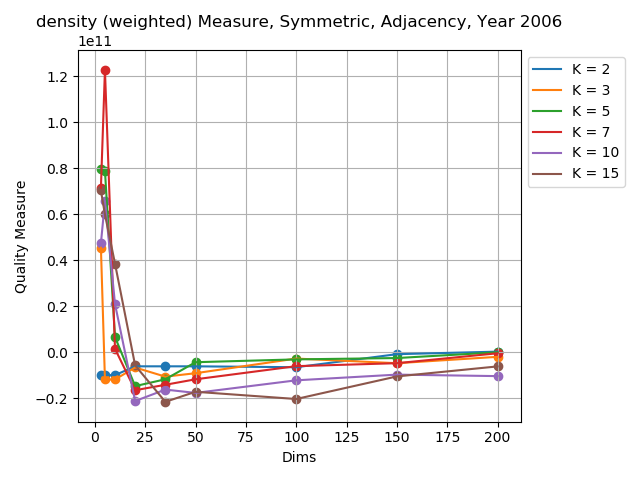 density (weighted) Measure, Symmetric, Adjacency, Year 2006
1e11
1.2
1.0
0.8
0.6
0.4
0.2
0.0
−0.2
Quality Measure
0 25 50 75 100 125 150 175 200
Dims
K = 2
K = 3
K = 5
K = 7
K = 10
K = 15